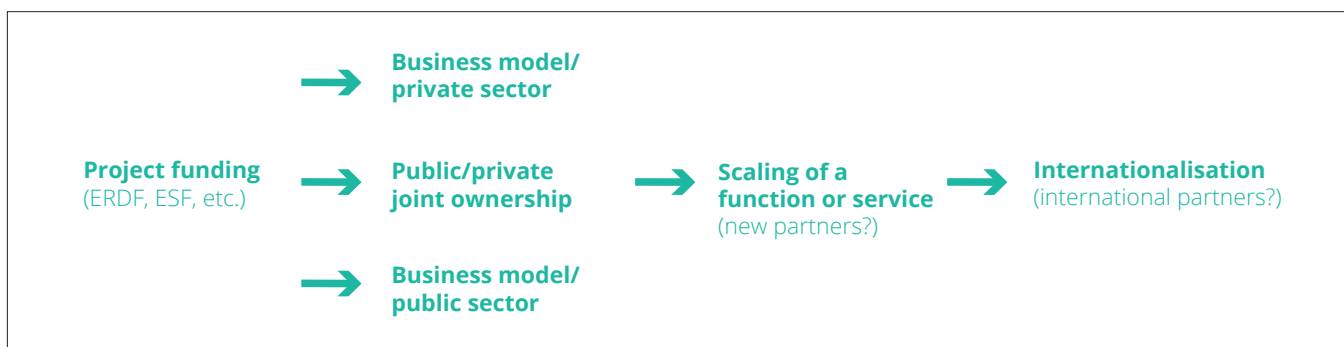 Business model/
private sector
Project funding
(ERDF, ESF, etc.)
Public/private
joint ownership
Scaling of a
function or service
(new partners?)
Internationalisation
(international partners?)
Business model/
public sector